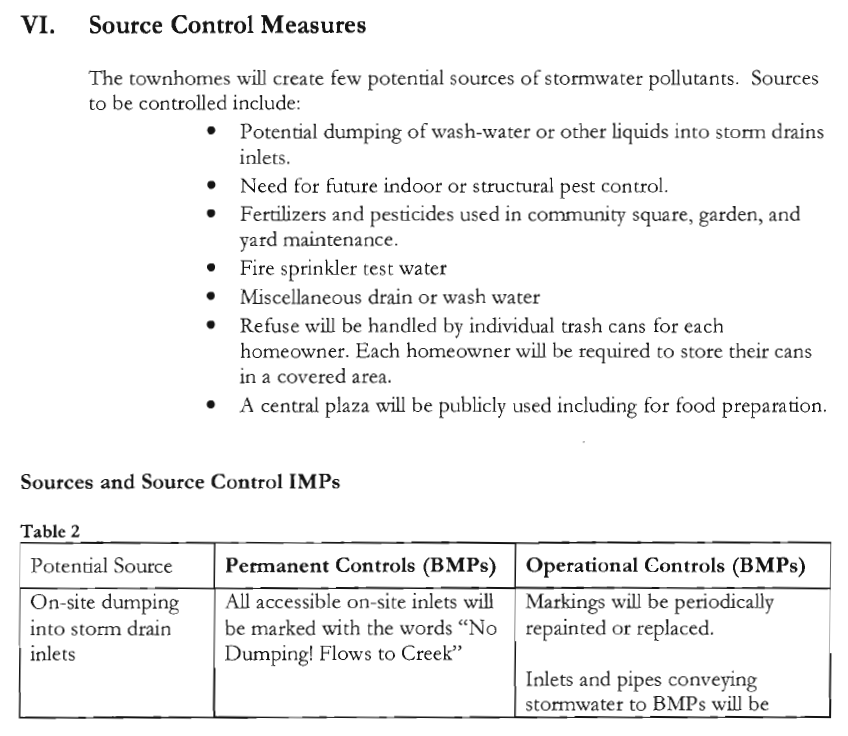 VI. Source Control Measures
The townhomes will create few potential sources of stormwater pollutants. Sources
to be controlled include:
• Potential dumping of wash-water or other liquids into storm drains
inlets.
• Need for future indoor or structural pest control.
• Fertilizers and pesticides used in community square, garden, and
yard maintenance.
• Fire sprinkler test water
• Miscellaneous drain or wash water
• Refuse will be handled by individual trash cans for each
homeowner. Each homeowner will be required to store their cans
in a covered area.
• A central plaza will be publicly used including for food preparation.
Sources and Source Control IMPs
Table 2
Potential Source Permanent Controls (BMPs) Operational Controls (BMPs)
On-site dumping All accessible on-site inlets will Markings will be periodically
into storm drain be marked with the words “No repainted or replaced.
inlets Dumping! Flows to Creek”
Inlets and pipes conveying
stormwater to BMPs will be